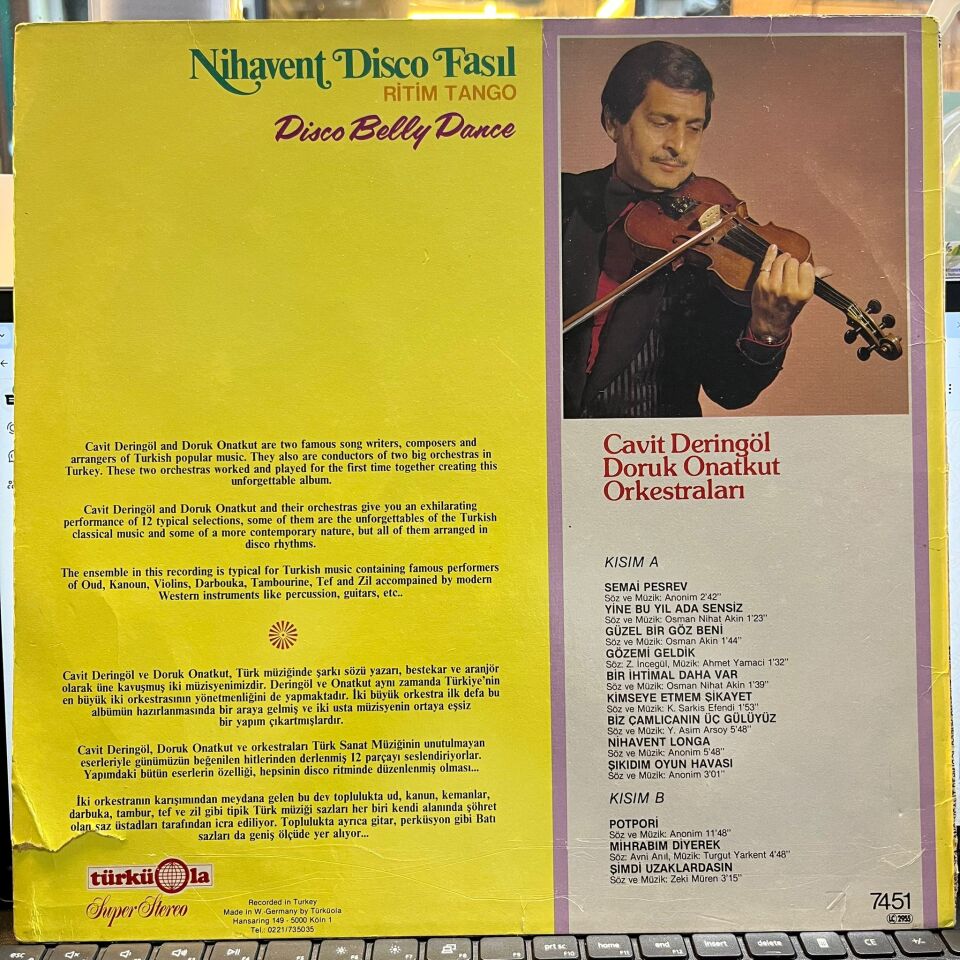 Nihavent Disco Fasıl
RİTİM TANGO
Disco Belly Dance
Cavit Deringöl and Doruk Onatkut are two famous song writers, composers and
arrangers of Turkish popular music. They also are conductors of two big orchestras in
Turkey. These two orchestras worked and played for the first time together creating this
unforgettable album.
Cavit Deringöl and Doruk Onatkut and their orchestras give you an exhilarating
performance of 12 typical selections, some of them are the unforgettables of the Turkish
classical music and some of a more contemporary nature, but all of them arranged in
disco rhythms.
The ensemble in this recording is typical for Turkish music containing famous performers
of Oud, Kanoun, Violins, Darbouka, Tambourine, Tef and Zil accompained by modern
Western instruments like percussion, guitars, etc..
Cavit Deringöl ve Doruk Onatkut, Türk müziğinde şarkı sözü yazarı, bestekar ve aranjör
olarak üne kavuşmuş iki müzisyenimizdir. Deringöl ve Onatkut aynı zamanda Türkiye'nin
en büyük iki orkestrasının yönetmenliğini de yapmaktadır. İki büyük orkestra ilk defa bu
albümün hazırlanmasında bir araya gelmiş ve iki usta müzisyenin ortaya eşsiz
bir yapım çıkartmışlardır.
Cavit Deringöl, Doruk Onatkut ve orkestraları Türk Sanat Müziğinin unutulmayan
eserleriyle günümüzün beğenilen hitlerinden derlenmiş 12 parçayı seslendiriyorlar.
Yapımdaki bütün eserlerin özelliği, hepsinin disco ritminde düzenlenmiş olması...
İki orkestranın karışımından meydana gelen bu dev toplulukta ud, kanun, kemanlar,
darbuka, tambur, tef ve zil gibi tipik Türk müziği sazları her biri kendi alanında şöhret
olan saz üstadları tarafından icra ediliyor. Toplulukta ayrıca gitar, perküsyon gibi Batı
sazları da geniş ölçüde yer alıyor...
türküola
Super Stereo
Recorded in Turkey
Made in W.-Germany by Türküola
Hansaring 149 - 5000 Köln 1
Tel.: 0221/735035
Cavit Deringöl
Doruk Onatkut
Orkestraları
KISIM A
SEMAİ PESREV
Söz ve Müzik: Anonim 2'42"
YİNE BU YIL ADA SENSİZ
Söz ve Müzik: Osman Nihat Akin 1'23"
GÜZEL BİR GÖZ BENİ
Söz ve Müzik: Osman Akin 1'44"
GÖZEMİ GELDİK
Söz: Z. İncegül, Müzik: Ahmet Yamaci 1'32"
BİR İHTİMAL DAHA VAR
Söz ve Müzik: Osman Nihat Akin 1'39"
KİMSEYE ETMEM ŞİKAYET
Söz ve Müzik: K. Sarkis Efendi 1'53"
BİZ ÇAMLICANIN ÜÇ GÜLÜYÜZ
Söz ve Müzik: Y. Asim Arsoy 5'48"
NİHAVENT LONGA
Söz ve Müzik: Anonim 5'48"
ŞIKIDIM OYUN HAVASI
Söz ve Müzik: Anonim 3'01"
KISIM B
POTPORİ
Söz ve Müzik: Anonim 11'48"
MİHRABIM DİYEREK
Söz: Avni Anıl, Müzik: Turgut Yarkent 4'48"
ŞİMDİ UZAKLARDASIN
Söz ve Müzik: Zeki Müren 3'15"
7451
LC 2955
esc
prt sc
F10
home
F11
end
F12
insert
delete
CE
+/-